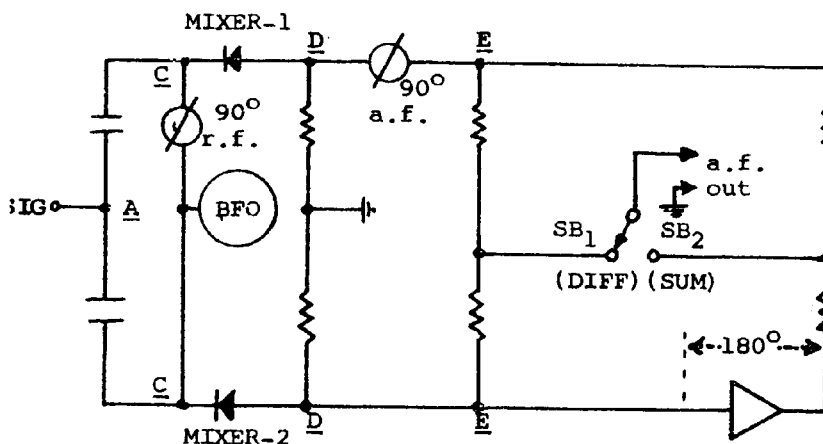 MIXER-1
D
E
C
90°
r.f.
90°
a.f.
a.f.
out
SIG
A
BFO
SB1
SB2
(DIFF)
(SUM)
180°
C
D
E
MIXER-2